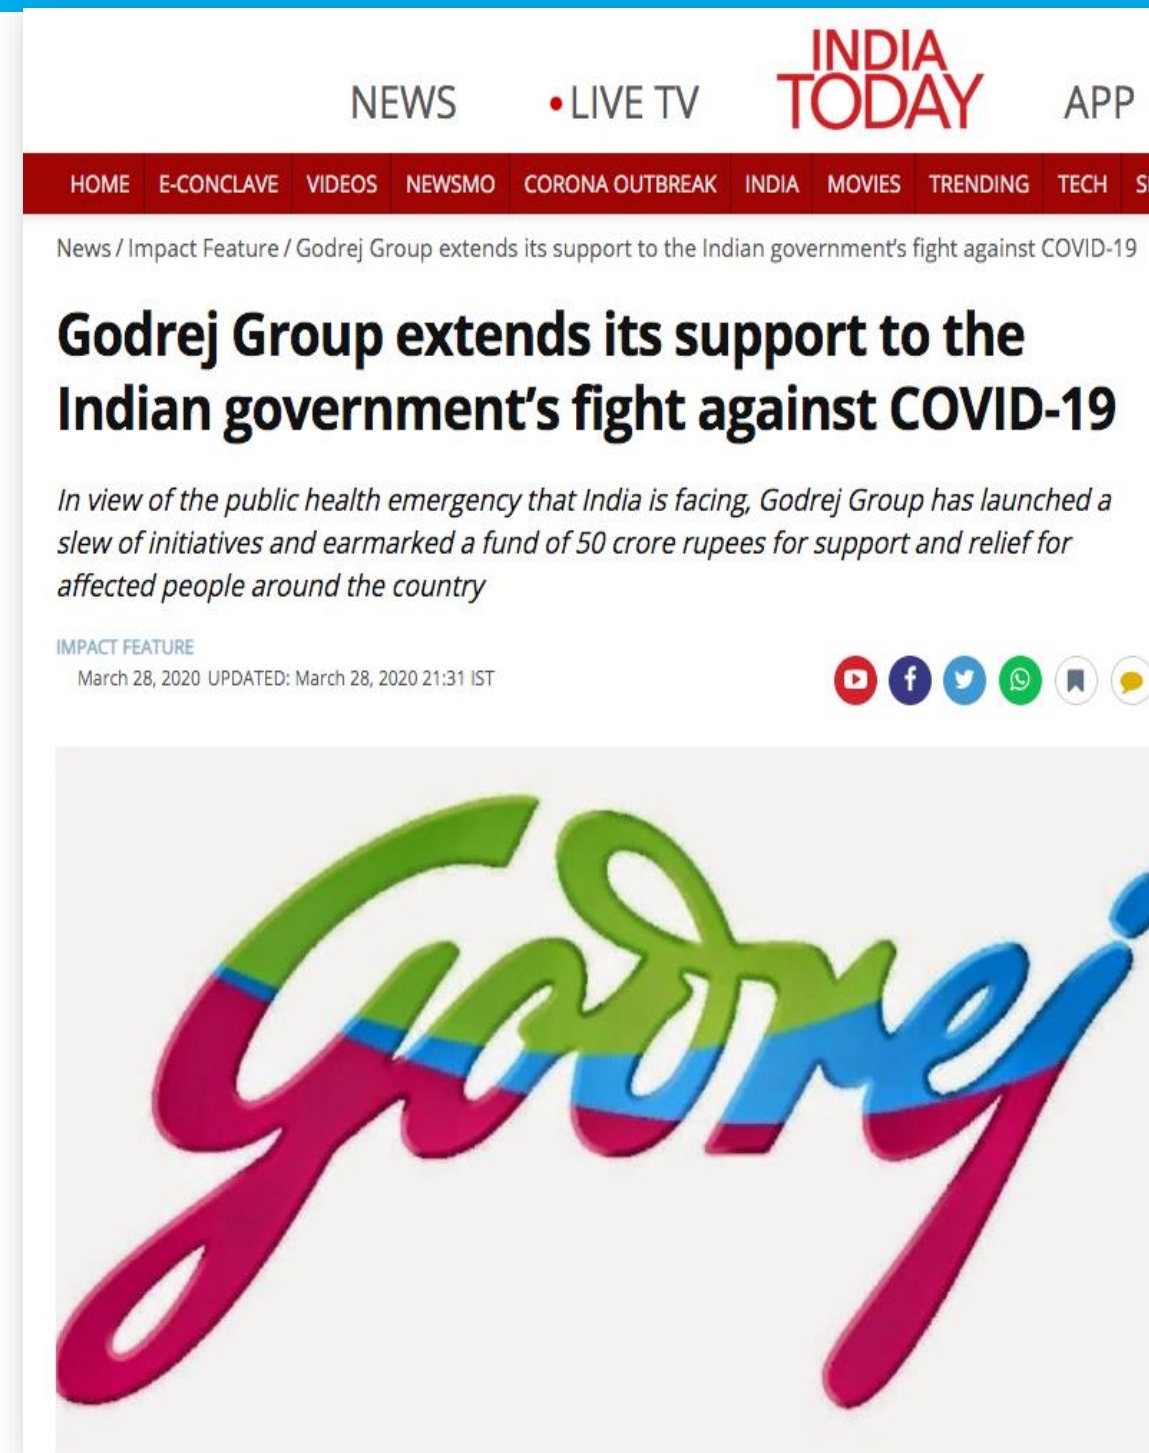 NEWS • LIVE TV INDIA TODAY APP
HOME E-CONCLAVE VIDEOS NEWSMO CORONA OUTBREAK INDIA MOVIES TRENDING TECH
News / Impact Feature / Godrej Group extends its support to the Indian government’s fight against COVID-19
Godrej Group extends its support to the
Indian government’s fight against COVID-19
In view of the public health emergency that India is facing, Godrej Group has launched a
slew of initiatives and earmarked a fund of 50 crore rupees for support and relief for
affected people around the country
IMPACT FEATURE
March 28, 2020 UPDATED: March 28, 2020 21:31 IST
Godrej